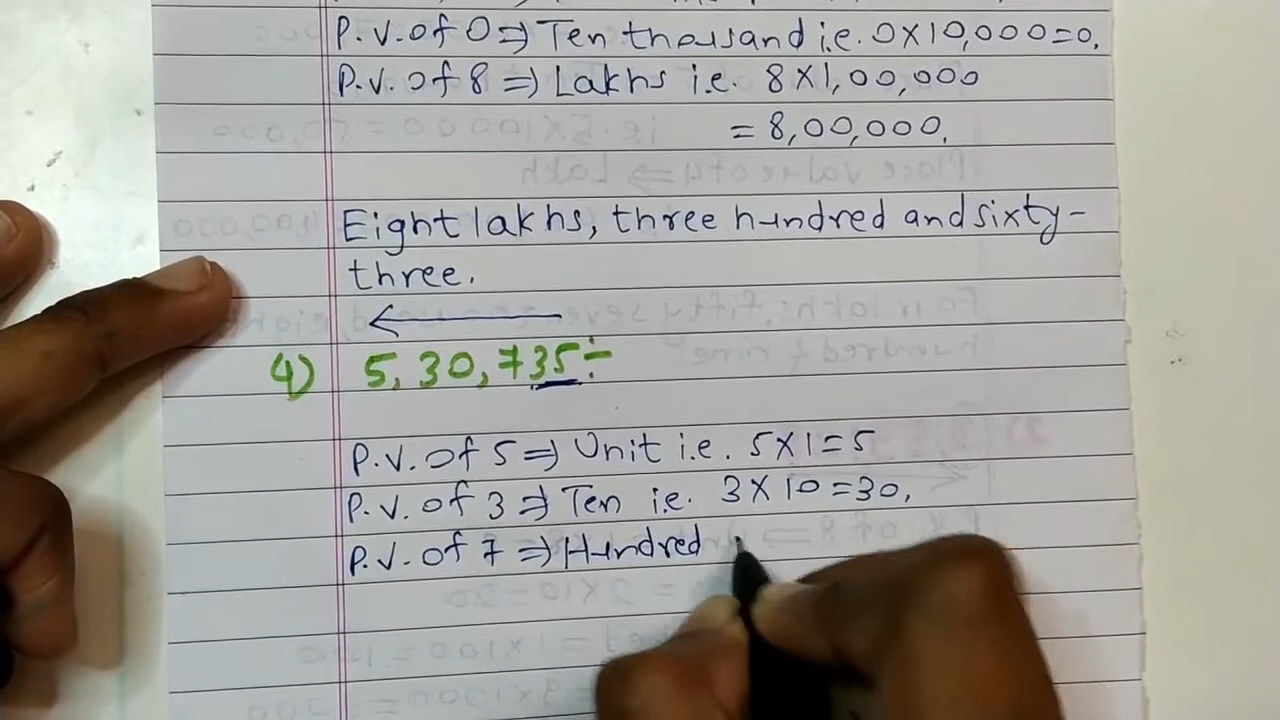 P.V. of 0 ⇒ Ten thousand i.e. 0×10,000=0.
P.V. of 8 ⇒ Lakhs i.e. 8×1,00,000
= 8,00,000.
Eight lakhs, three hundred and sixty-
three.
4) 5,30,735÷
P.V. of 5 ⇒ Unit i.e. 5×1=5
P.V. of 3 ⇒ Ten i.e. 3×10=30.
P.V. of 7 ⇒ Hundred